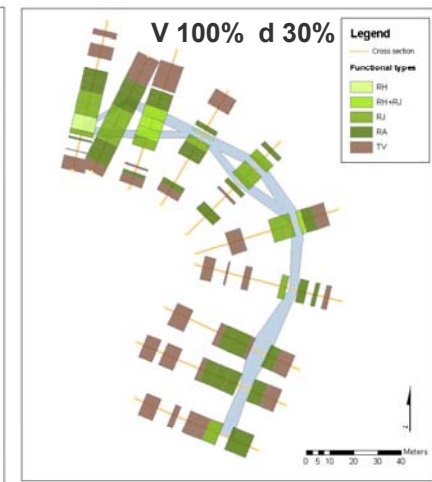 V 100% d 30%
Legend
Cross section
Functional types
RH
RH+RJ
RJ
RA
TV
Meters
0 5 10 20 30 40